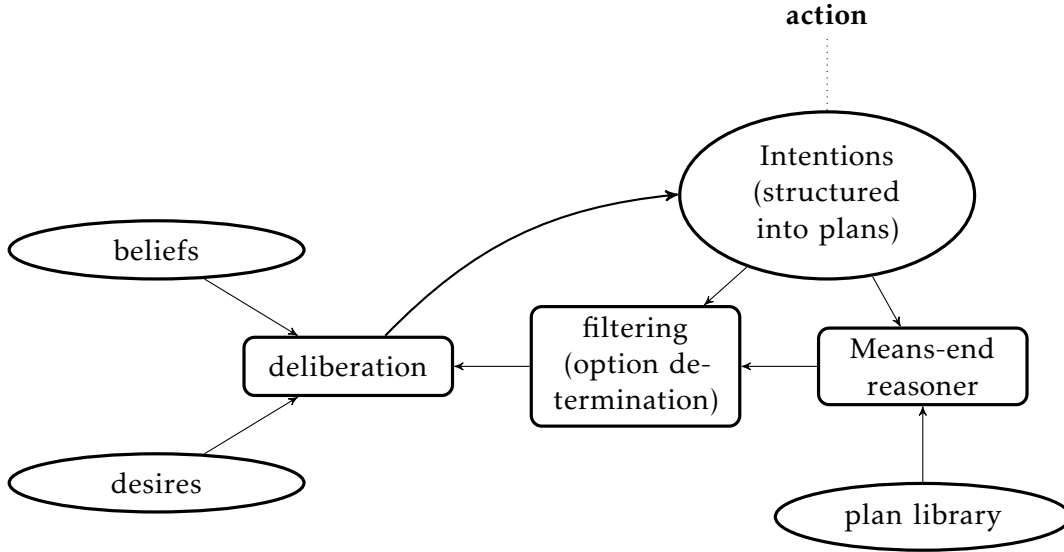 action
Intentions
(structured
into plans)
beliefs
filtering
(option de-
termination)
deliberation
Means-end
reasoner
desires
plan library